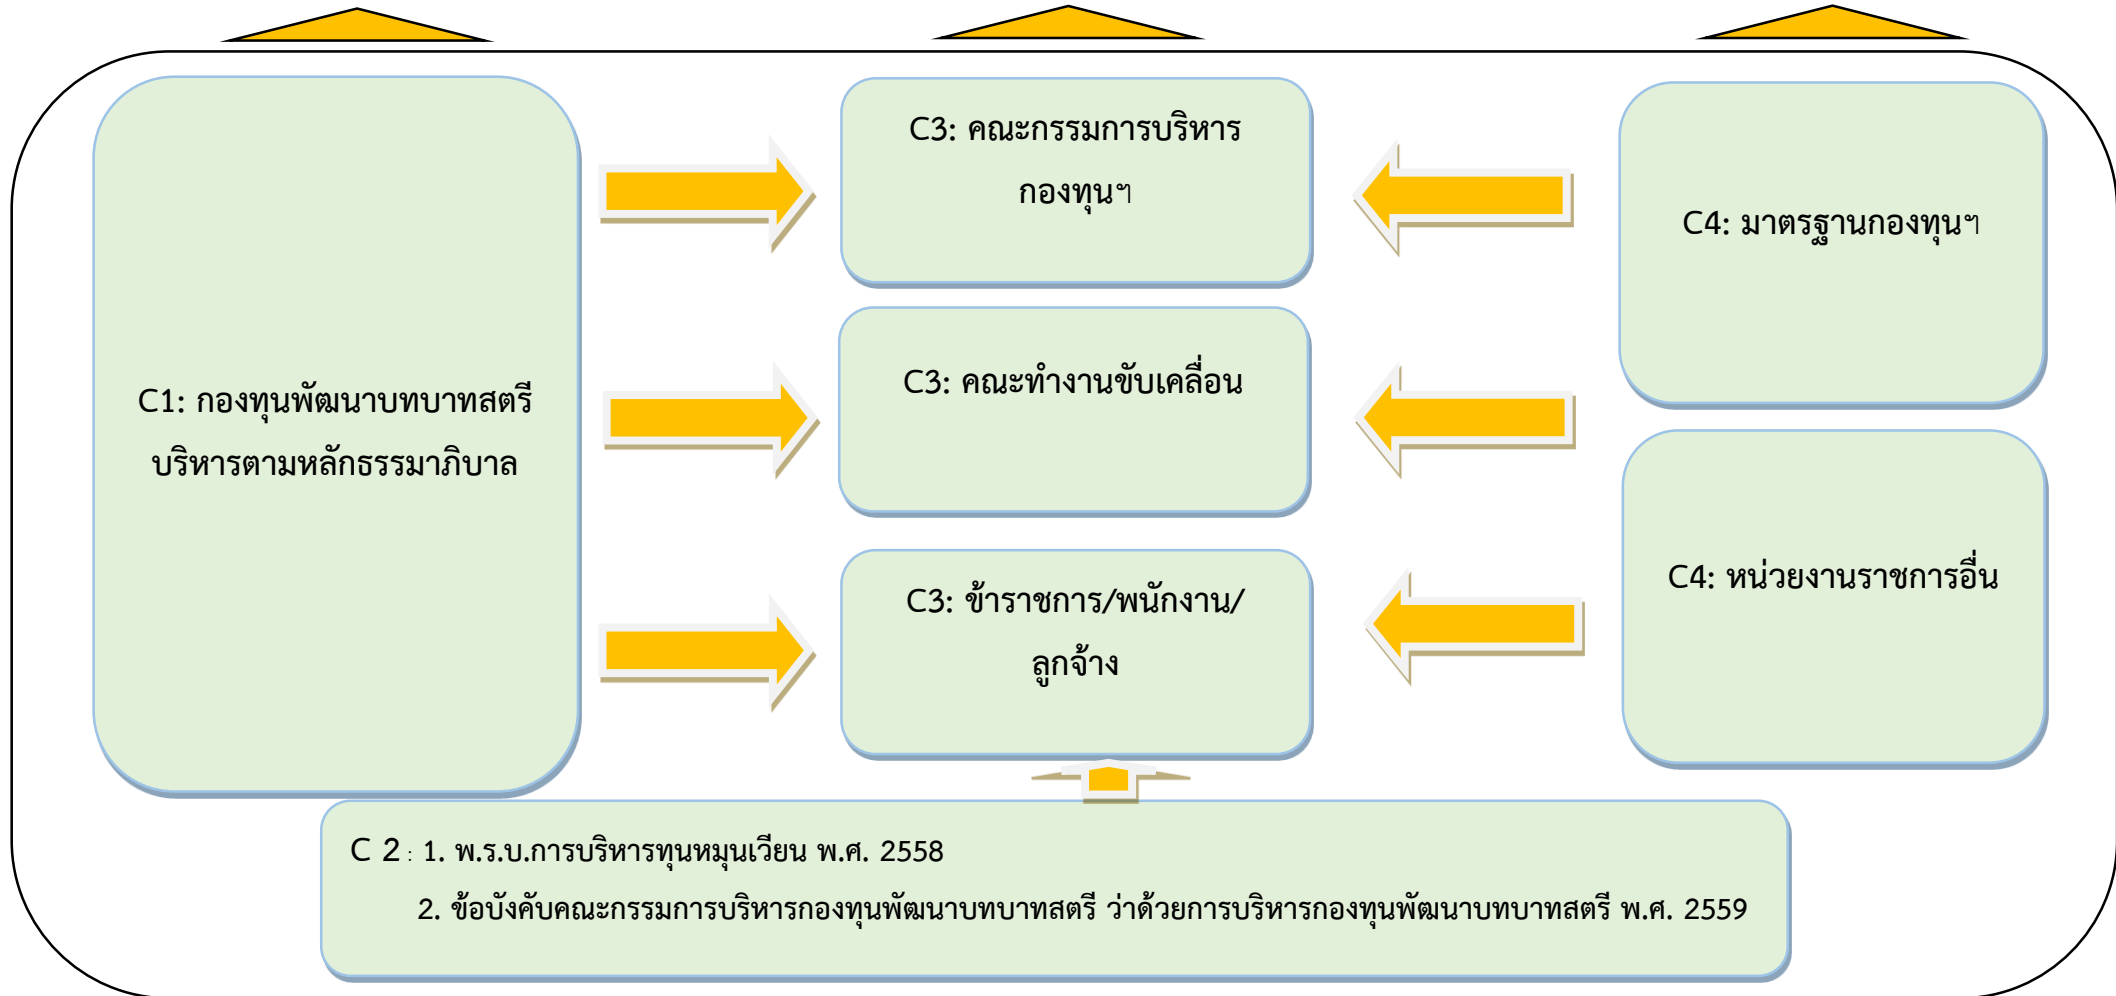 C1: กองทุนพัฒนาบทบาทสตรี
บริหารตามหลักธรรมาภิบาล
C3: คณะกรรมการบริหาร
กองทุนฯ
C3: คณะทำงานขับเคลื่อน
C3: ข้าราชการ/พนักงาน/
ลูกจ้าง
C4: มาตรฐานกองทุนฯ
C4: หน่วยงานราชการอื่น
C 2 : 1. พ.ร.บ.การบริหารทุนหมุนเวียน พ.ศ. 2558
2. ข้อบังคับคณะกรรมการบริหารกองทุนพัฒนาบทบาทสตรี ว่าด้วยการบริหารกองทุนพัฒนาบทบาทสตรี พ.ศ. 2559